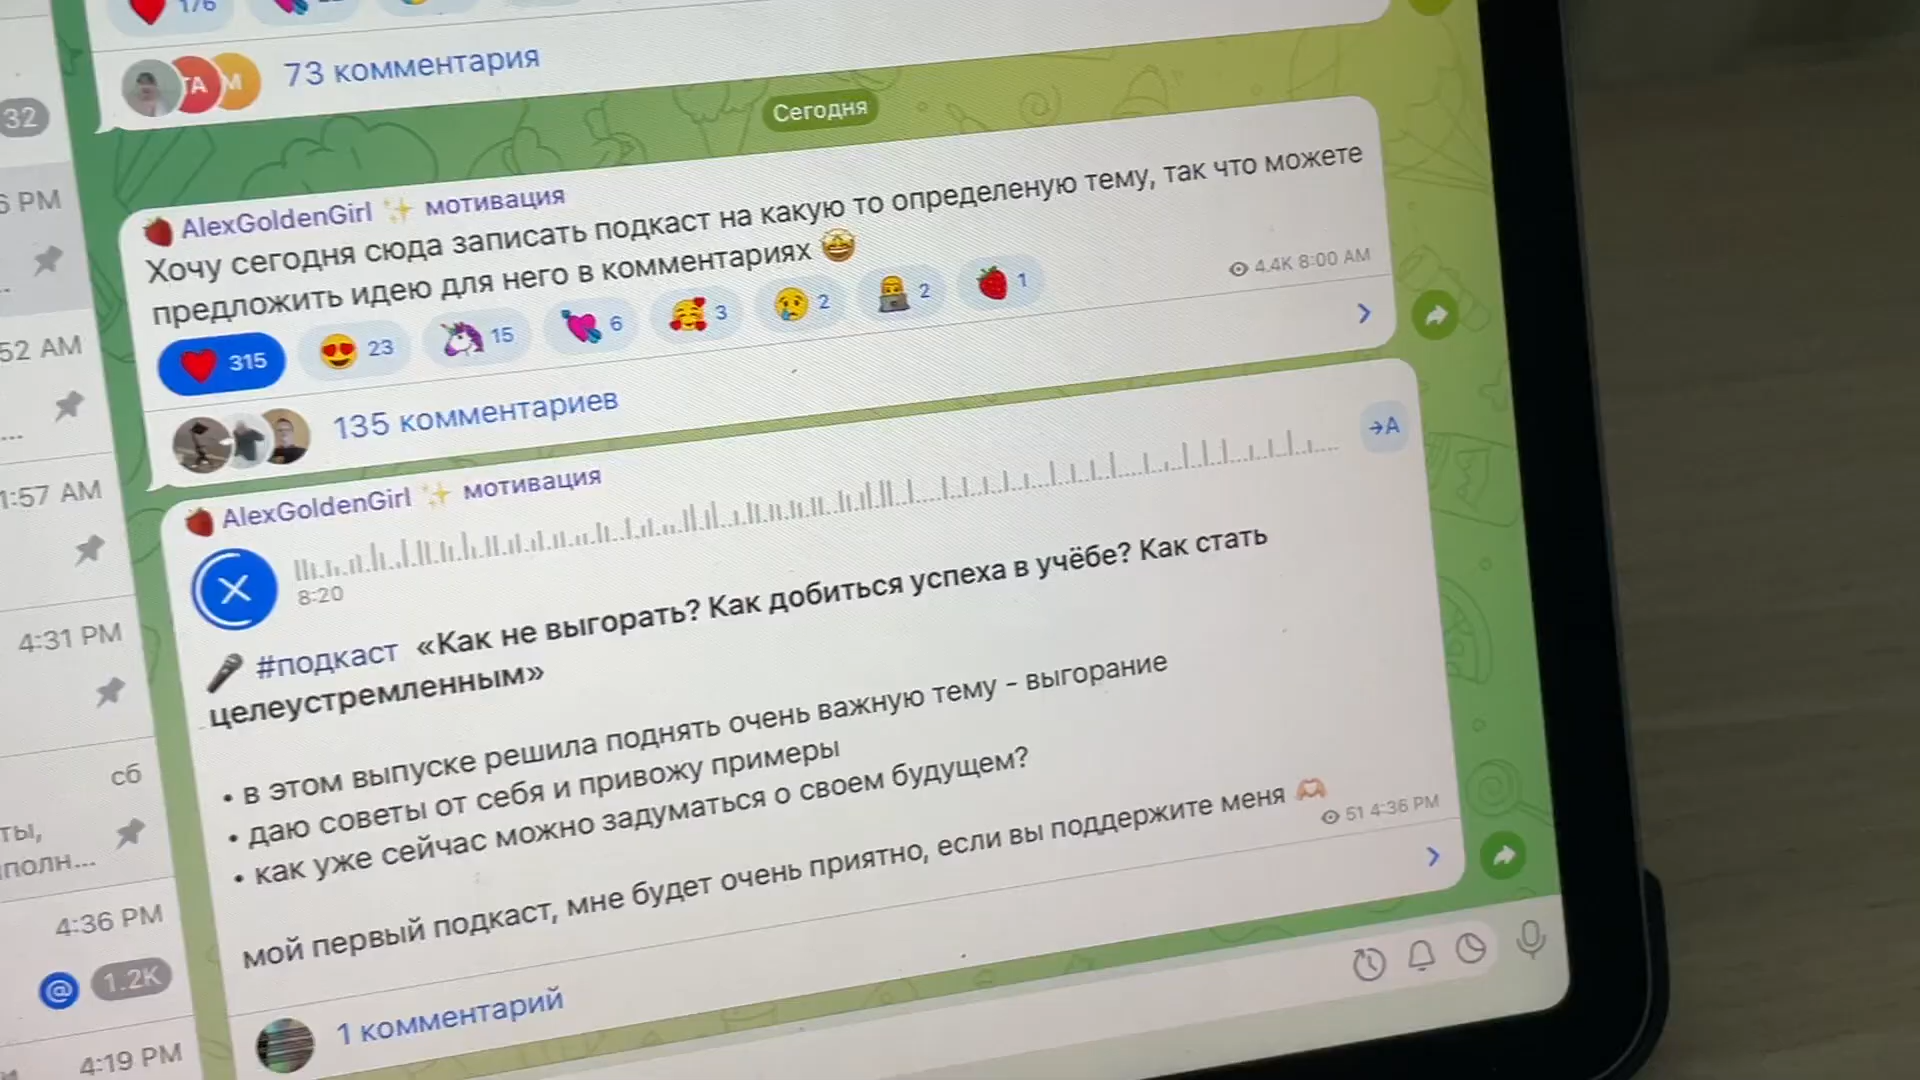 176
73 комментария
TA
M
32
Сегодня
6 PM
AlexGoldenGirl ✨ мотивация
Хочу сегодня сюда записать подкаст на какую то определеную тему, так что можете
предложить идею для него в комментариях 🤩
4.4K 8:00 AM
❤️ 315 😍 23 🦄 15 💘 6 🥰 3 😢 2 👨‍💻 2 🍓 1
52 AM
135 комментариев
...
1:57 AM
AlexGoldenGirl ✨ мотивация
→A
8:20
🎤 #подкаст «Как не выгорать? Как добиться успеха в учёбе? Как стать
целеустремленным»
4:31 PM
• в этом выпуске решила поднять очень важную тему - выгорание
• даю советы от себя и привожу примеры
• как уже сейчас можно задуматься о своем будущем?
сб
ты,
полн...
мой первый подкаст, мне будет очень приятно, если вы поддержите меня 🫶🏻
51 4:36 PM
4:36 PM
@ 1.2K
1 комментарий
4:19 PM